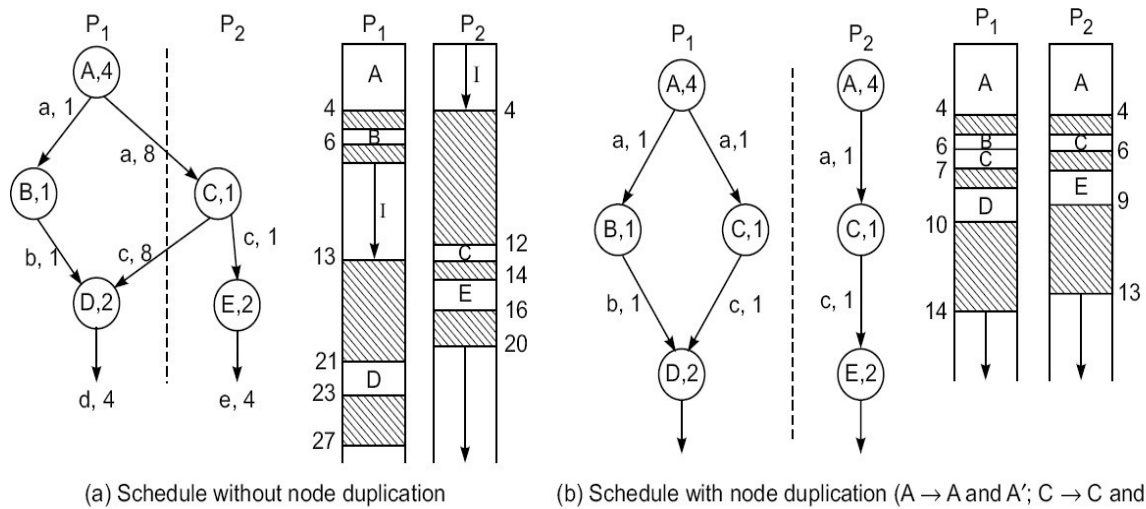 P1 P2
A,4
a, 1
a, 8
B,1
C,1
b, 1
c, 8
c, 1
D,2
E,2
d, 4
e, 4
P1 P2
A
I
4
4
B
6
I
12
C
13
14
E
16
20
21
D
23
27
(a) Schedule without node duplication
P1 P2
A,4
A, 4
a, 1
a,1
a, 1
B,1
C,1
C,1
b, 1
c, 1
c, 1
D,2
E,2
P1 P2
A
A
4
4
B
C
6
6
C
7
E
D
9
10
13
14
(b) Schedule with node duplication (A → A and A′; C → C and